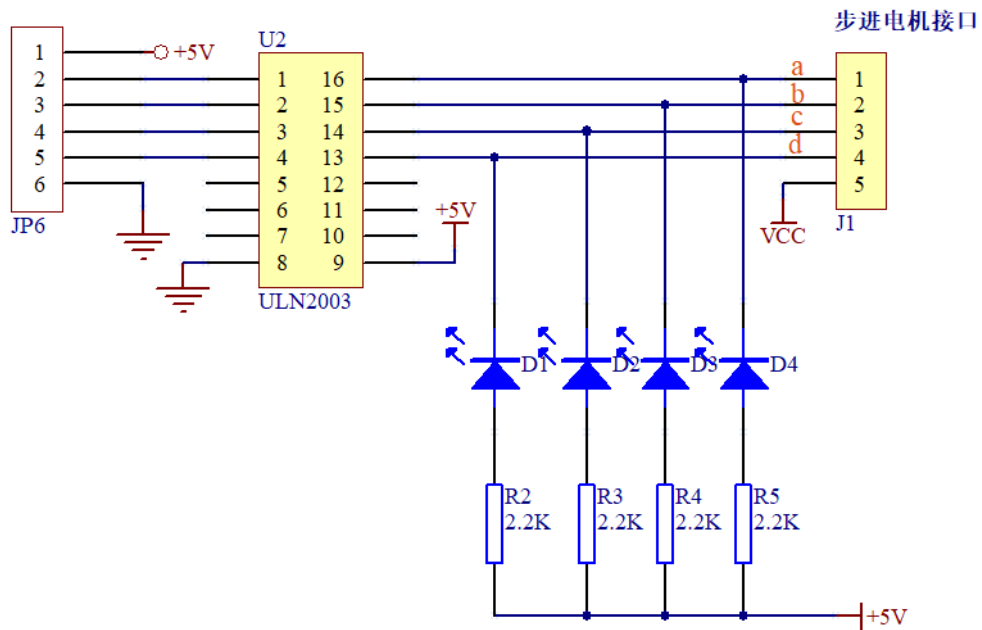 步进电机接口
JP6
1
2
3
4
5
6
+5V
U2
1 16
2 15
3 14
4 13
5 12
6 11
7 10
8 9
ULN2003
+5V
a
b
c
d
1
2
3
4
5
J1
VCC
D1
D2
D3
D4
R2
2.2K
R3
2.2K
R4
2.2K
R5
2.2K
+5V